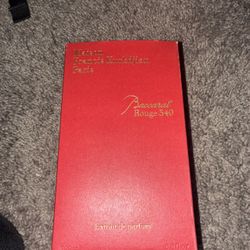 Maison
Francis Kurkdjian
Paris
Baccarat
Rouge 540
Extrait de parfum